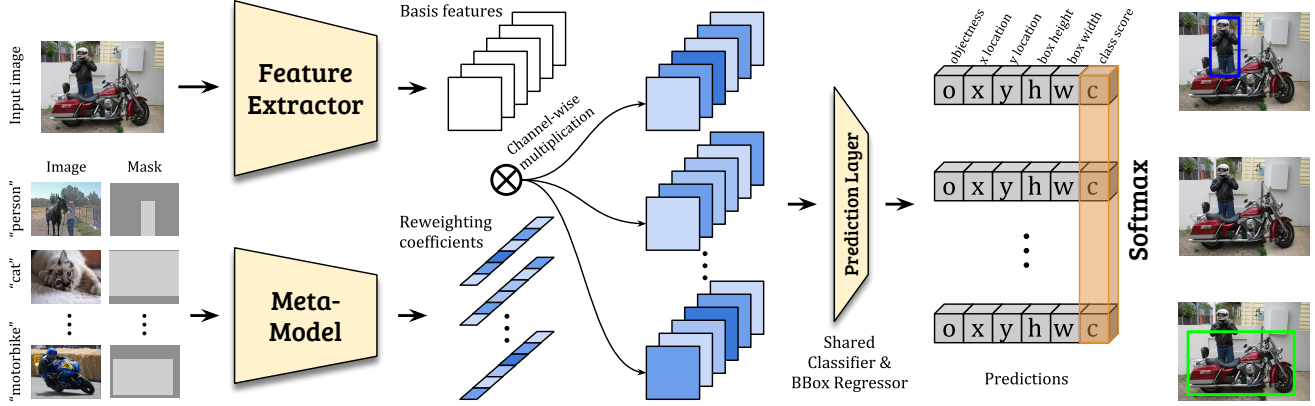 Input image
Feature
Extractor
Basis features
Channel-wise
multiplication
Image
Mask
“person”
“cat”
“motorbike”
Meta-
Model
Reweighting
coefficients
Prediction Layer
Shared
Classifier &
BBox Regressor
objectness
x location
y location
box height
box width
class score
o x y h w c
o x y h w c
o x y h w c
Predictions
Softmax